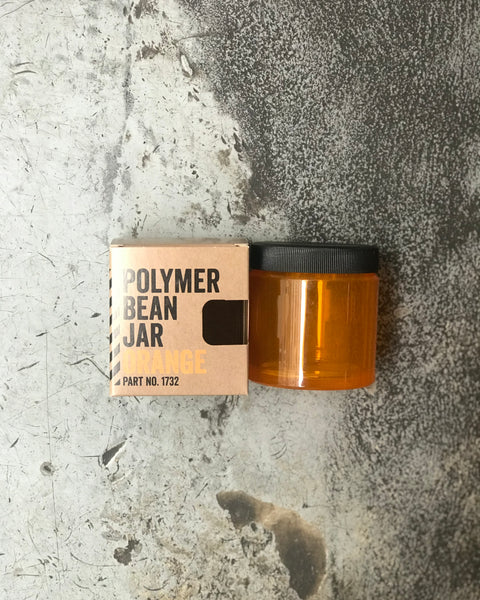 POLYMER
BEAN
JAR
ORANGE
PART NO. 1732